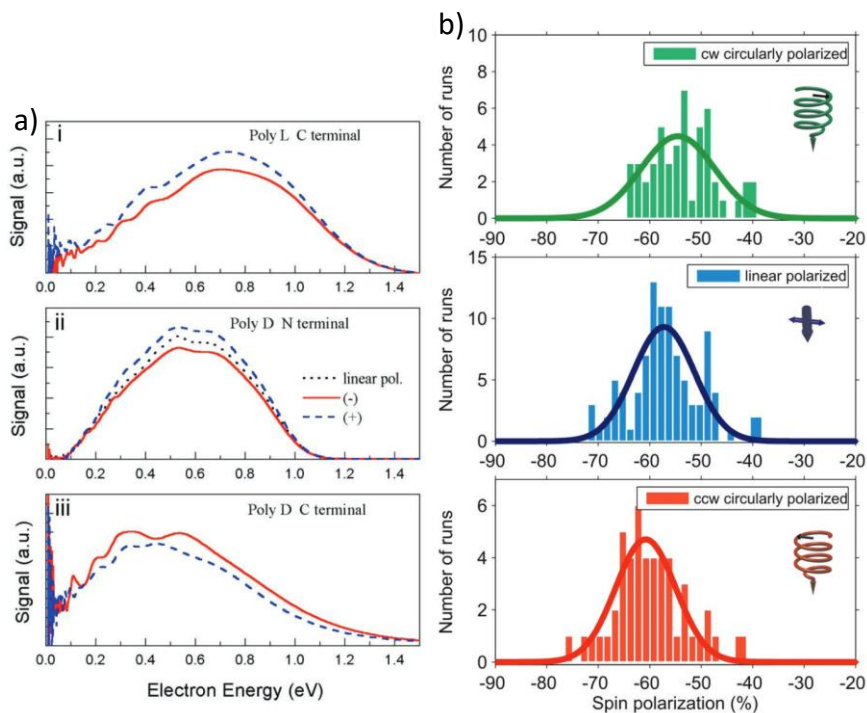 a)
i
Poly L C terminal
Signal (a.u.)
0.0 0.2 0.4 0.6 0.8 1.0 1.2 1.4
ii
Poly D N terminal
Signal (a.u.)
linear pol.
(-)
(+)
0.0 0.2 0.4 0.6 0.8 1.0 1.2 1.4
iii
Poly D C terminal
Signal (a.u.)
0.0 0.2 0.4 0.6 0.8 1.0 1.2 1.4
Electron Energy (eV)
b)
cw circularly polarized
Number of runs
10
8
6
4
2
0
-90 -80 -70 -60 -50 -40 -30 -20
linear polarized
Number of runs
15
10
5
0
-90 -80 -70 -60 -50 -40 -30 -20
ccw circularly polarized
Number of runs
6
4
2
0
-90 -80 -70 -60 -50 -40 -30 -20
Spin polarization (%)